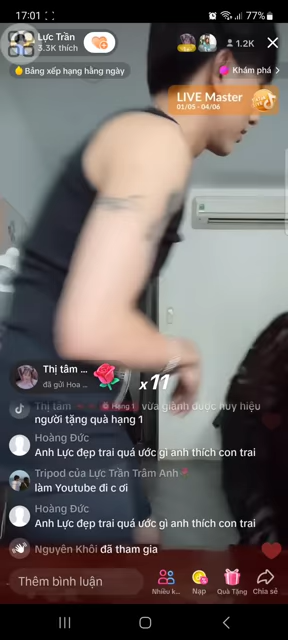 17:01
77%
Lực Trần
3.3K thích
1.2K
Bảng xếp hạng hằng ngày
Khám phá
LIVE Master
01/05 - 04/06
Thị tâm ...
đã gửi Hoa ...
x11
Thị tâm Hạng 1 vừa giành được huy hiệu
người tặng quà hạng 1
Hoàng Đức
Anh Lực đẹp trai quá ước gì anh thích con trai
Tripod của Lực Trần Trâm Anh
làm Youtube đi c ơi
Hoàng Đức
Anh Lực đẹp trai quá ước gì anh thích con trai
Nguyên Khôi đã tham gia
Thêm bình luận
Nhiều k...
Nạp
Quà Tặng
Chia sẻ